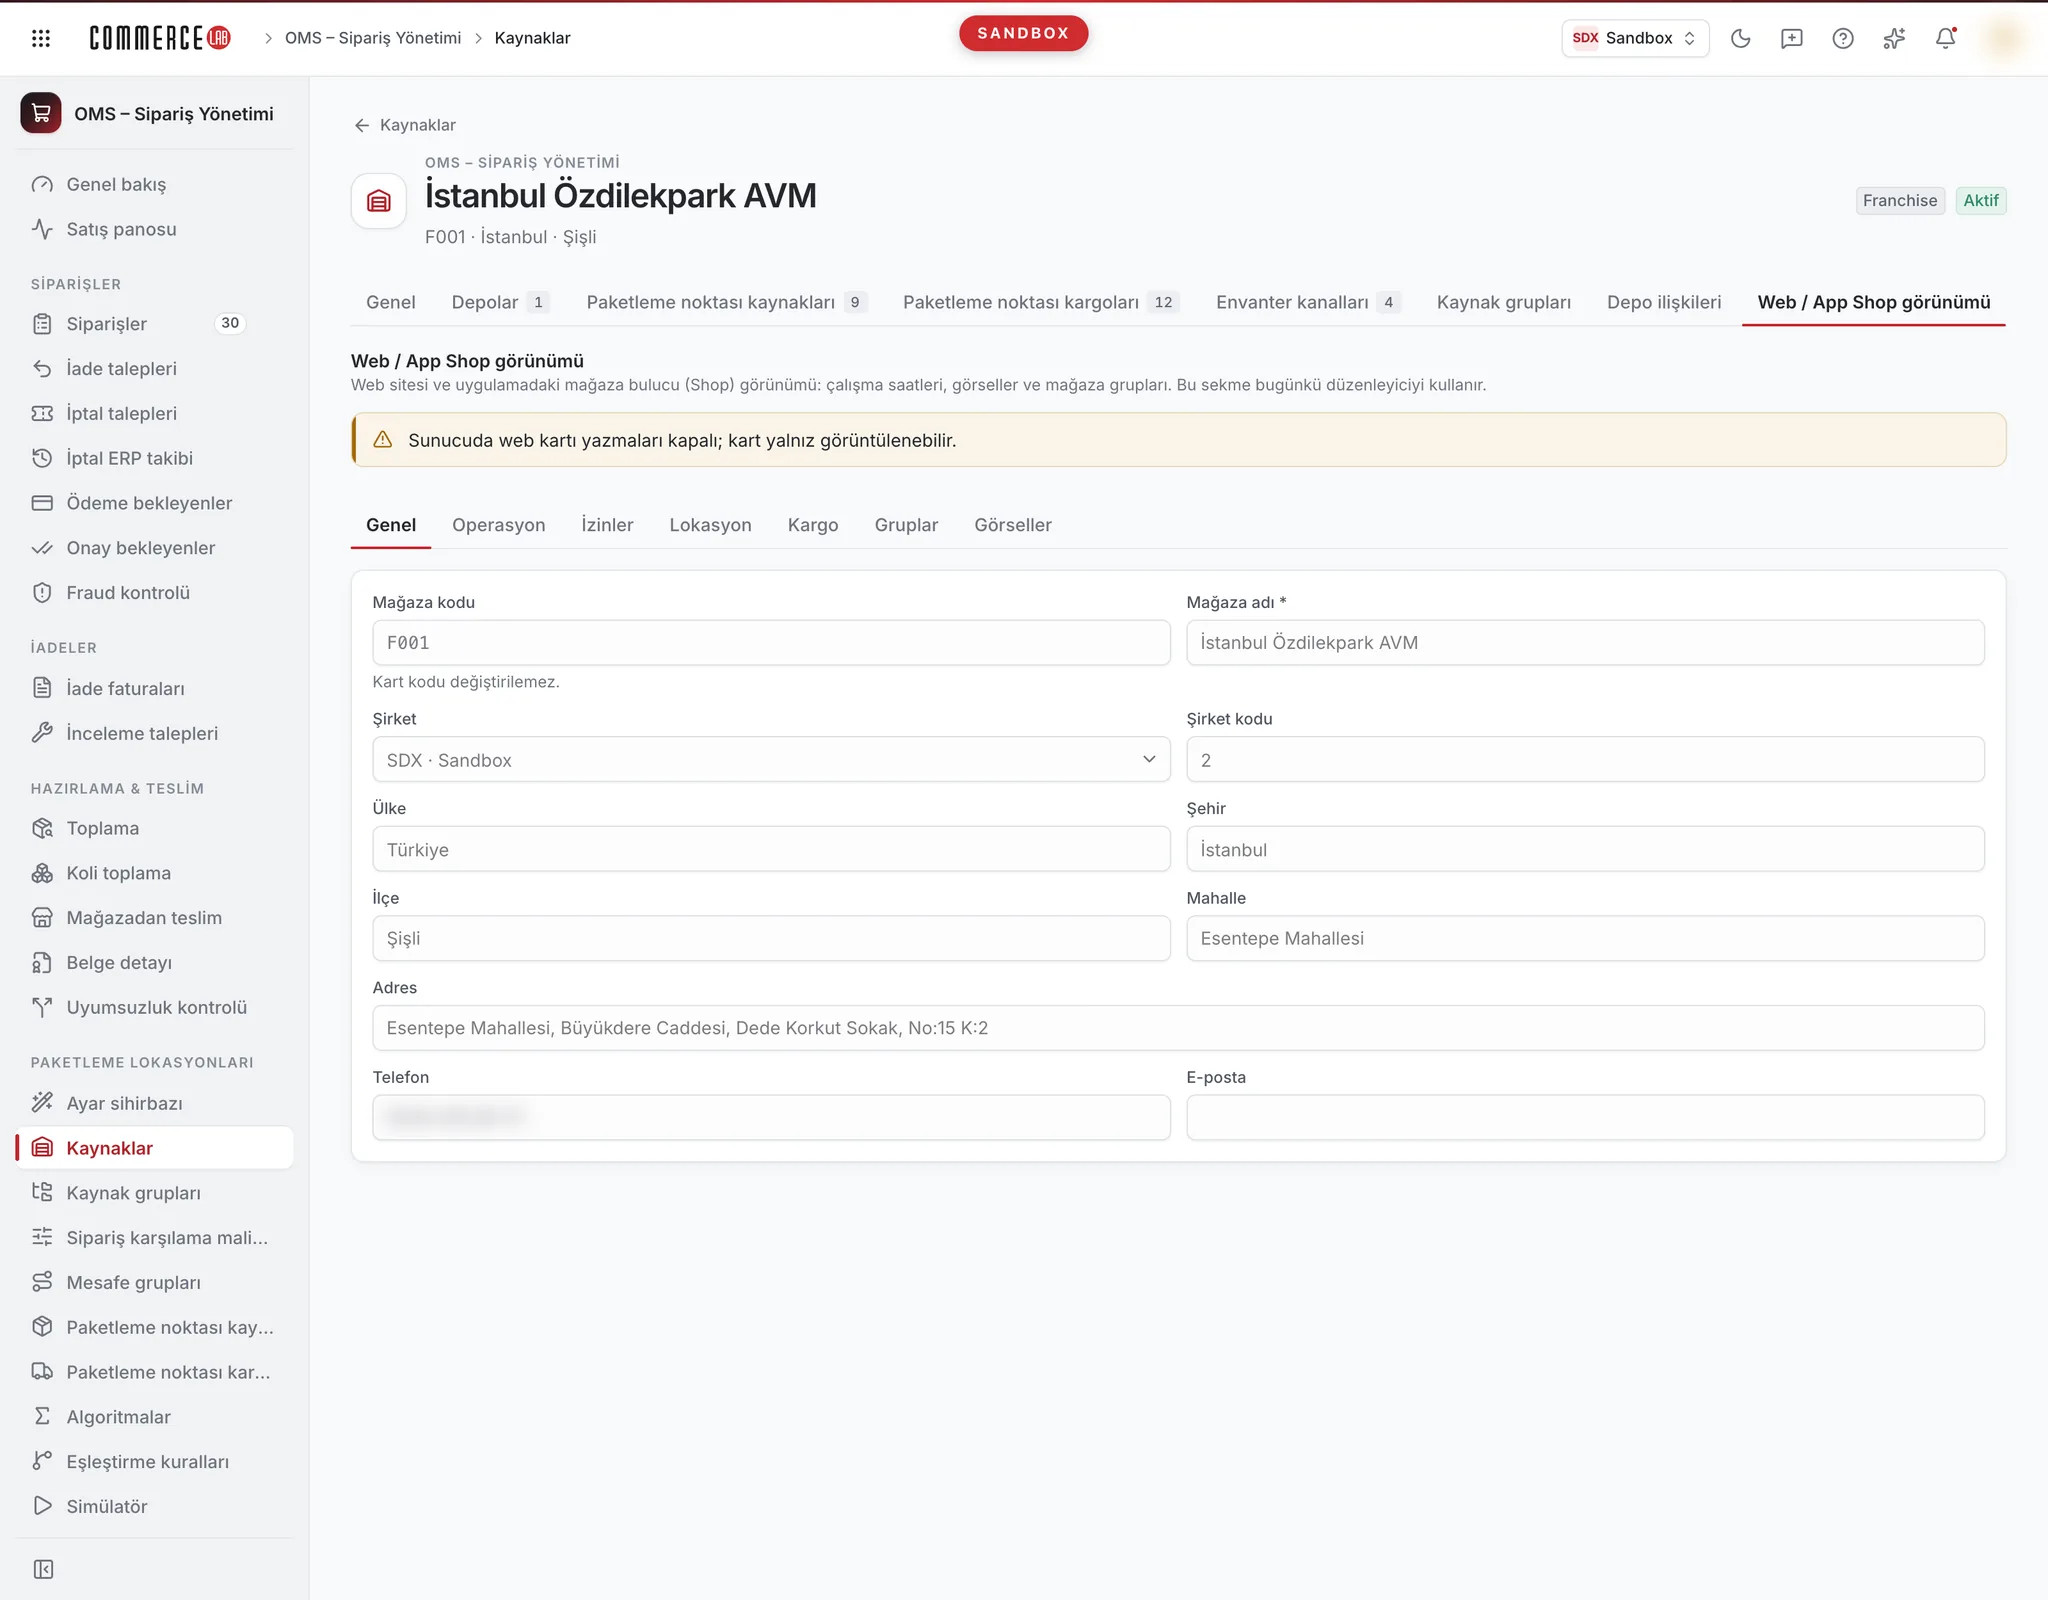 COMMERCE LAB
OMS – Sipariş Yönetimi
Kaynaklar
SANDBOX
SDX Sandbox
OMS – Sipariş Yönetimi
Genel bakış
Satış panosu
SİPARİŞLER
Siparişler 30
İade talepleri
İptal talepleri
İptal ERP takibi
Ödeme bekleyenler
Onay bekleyenler
Fraud kontrolü
İADELER
İade faturaları
İnceleme talepleri
HAZIRLAMA & TESLİM
Toplama
Koli toplama
Mağazadan teslim
Belge detayı
Uyumsuzluk kontrolü
PAKETLEME LOKASYONLARI
Ayar sihirbazı
Kaynaklar
Kaynak grupları
Sipariş karşılama mali...
Mesafe grupları
Paketleme noktası kay...
Paketleme noktası kar...
Algoritmalar
Eşleştirme kuralları
Simülatör
Kaynaklar
OMS – SİPARİŞ YÖNETİMİ
İstanbul Özdilekpark AVM
F001 · İstanbul · Şişli
Franchise Aktif
Genel Depolar 1 Paketleme noktası kaynakları 9 Paketleme noktası kargoları 12 Envanter kanalları 4 Kaynak grupları Depo ilişkileri Web / App Shop görünümü
Web / App Shop görünümü
Web sitesi ve uygulamadaki mağaza bulucu (Shop) görünümü: çalışma saatleri, görseller ve mağaza grupları. Bu sekme bugünkü düzenleyiciyi kullanır.
Sunucuda web kartı yazmaları kapalı; kart yalnız görüntülenebilir.
Genel Operasyon İzinler Lokasyon Kargo Gruplar Görseller
Mağaza kodu
F001
Kart kodu değiştirilemez.
Mağaza adı *
İstanbul Özdilekpark AVM
Şirket
SDX · Sandbox
Şirket kodu
2
Ülke
Türkiye
Şehir
İstanbul
İlçe
Şişli
Mahalle
Esentepe Mahallesi
Adres
Esentepe Mahallesi, Büyükdere Caddesi, Dede Korkut Sokak, No:15 K:2
Telefon
E-posta